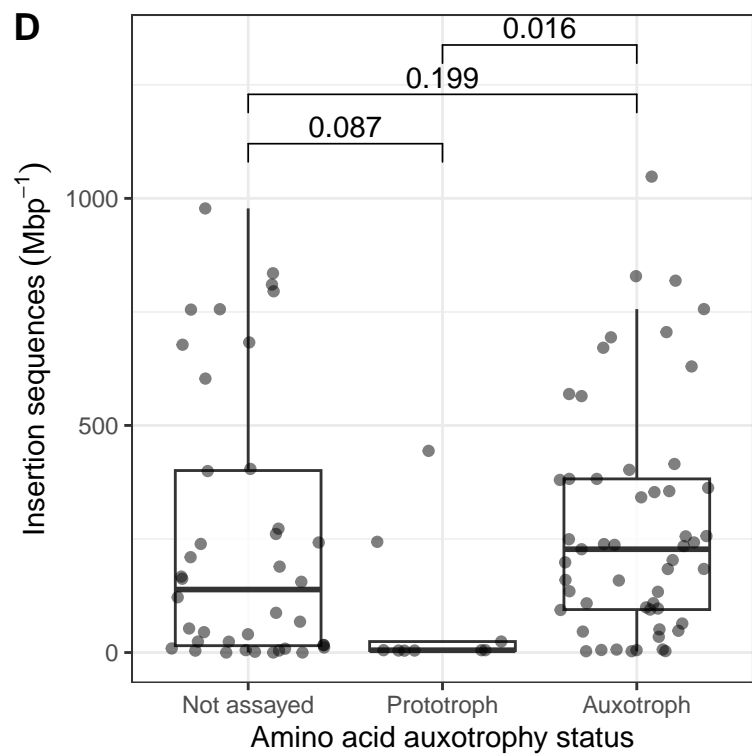 D
0.016
0.199
0.087
1000
500
0
Insertion sequences (Mbp⁻¹)
Not assayed Prototroph Auxotroph
Amino acid auxotrophy status